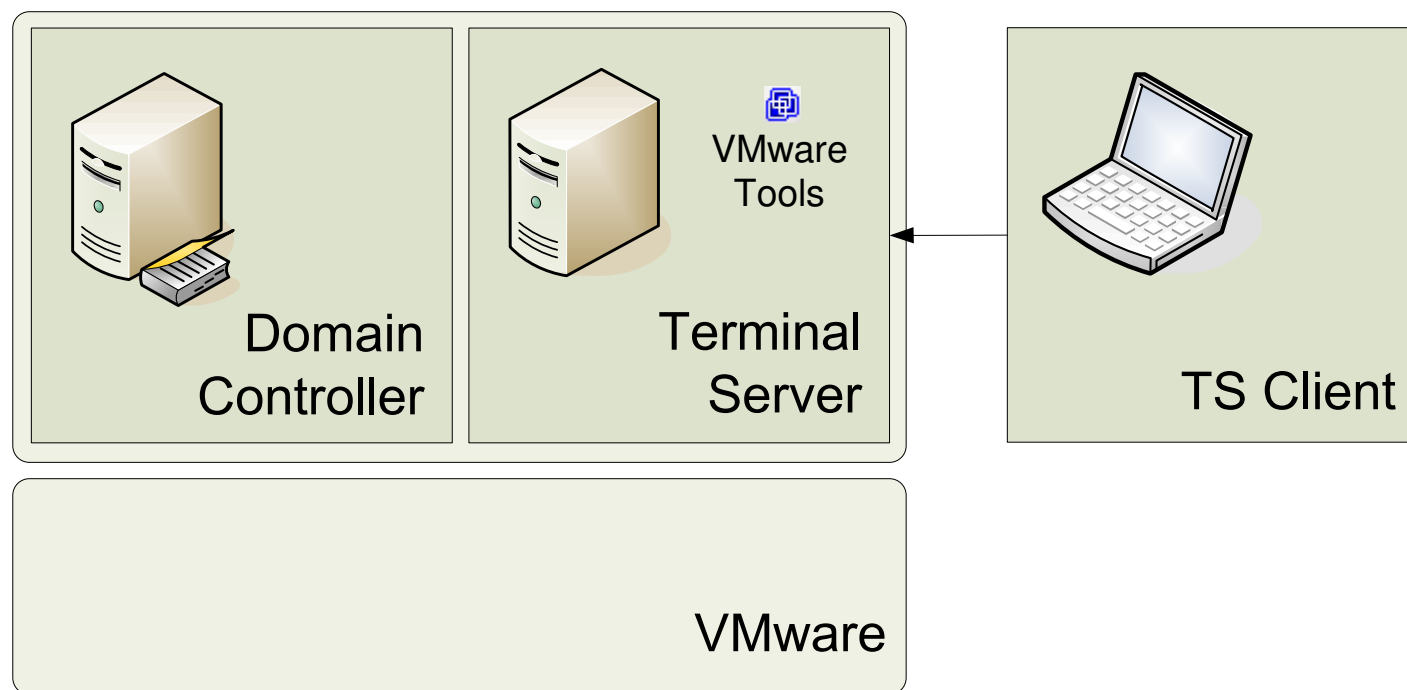 VMware
Tools
Domain
Controller
Terminal
Server
TS Client
VMware